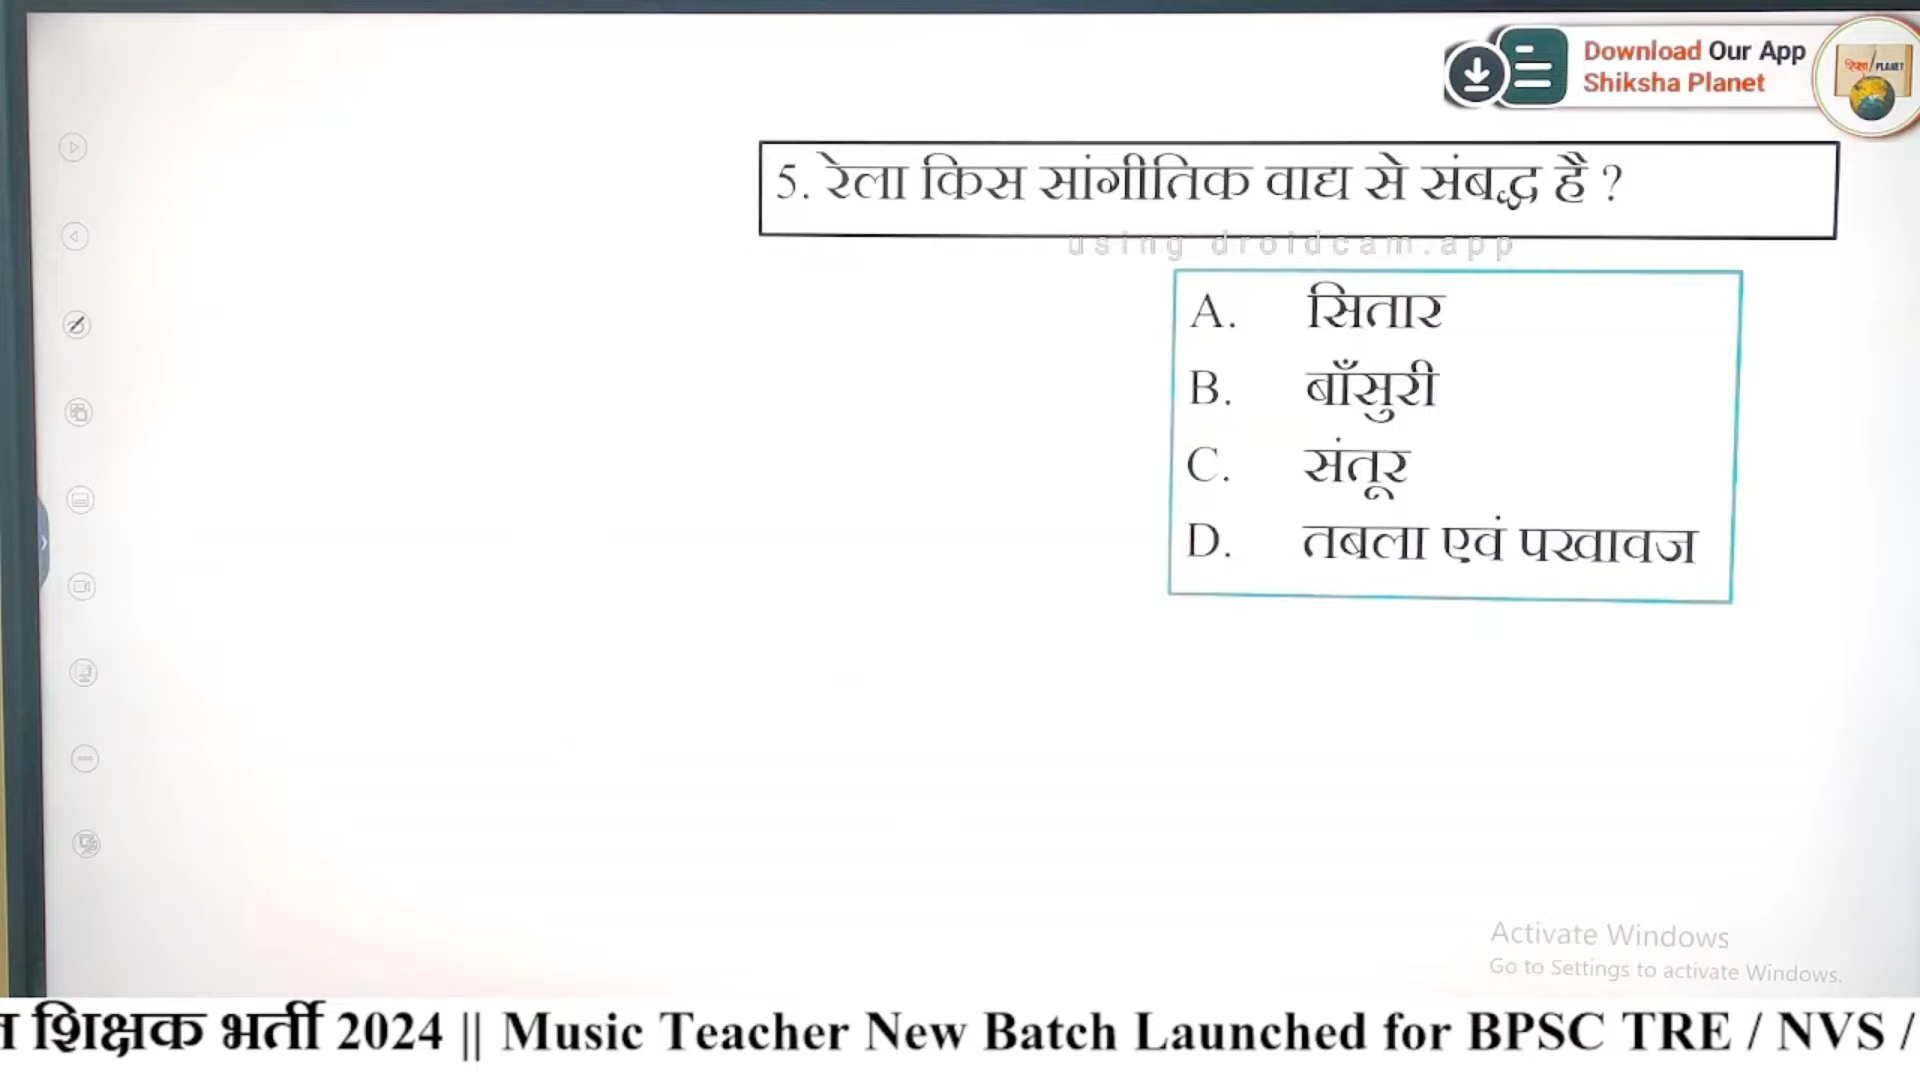 Download Our App
Shiksha Planet
5. रेला किस सांगीतिक वाद्य से संबद्ध है ?
using droidcam.app
A. सितार
B. बाँसुरी
C. संतूर
D. तबला एवं पखावज
Activate Windows
Go to Settings to activate Windows.
शिक्षक भर्ती 2024 || Music Teacher New Batch Launched for BPSC TRE / NVS /